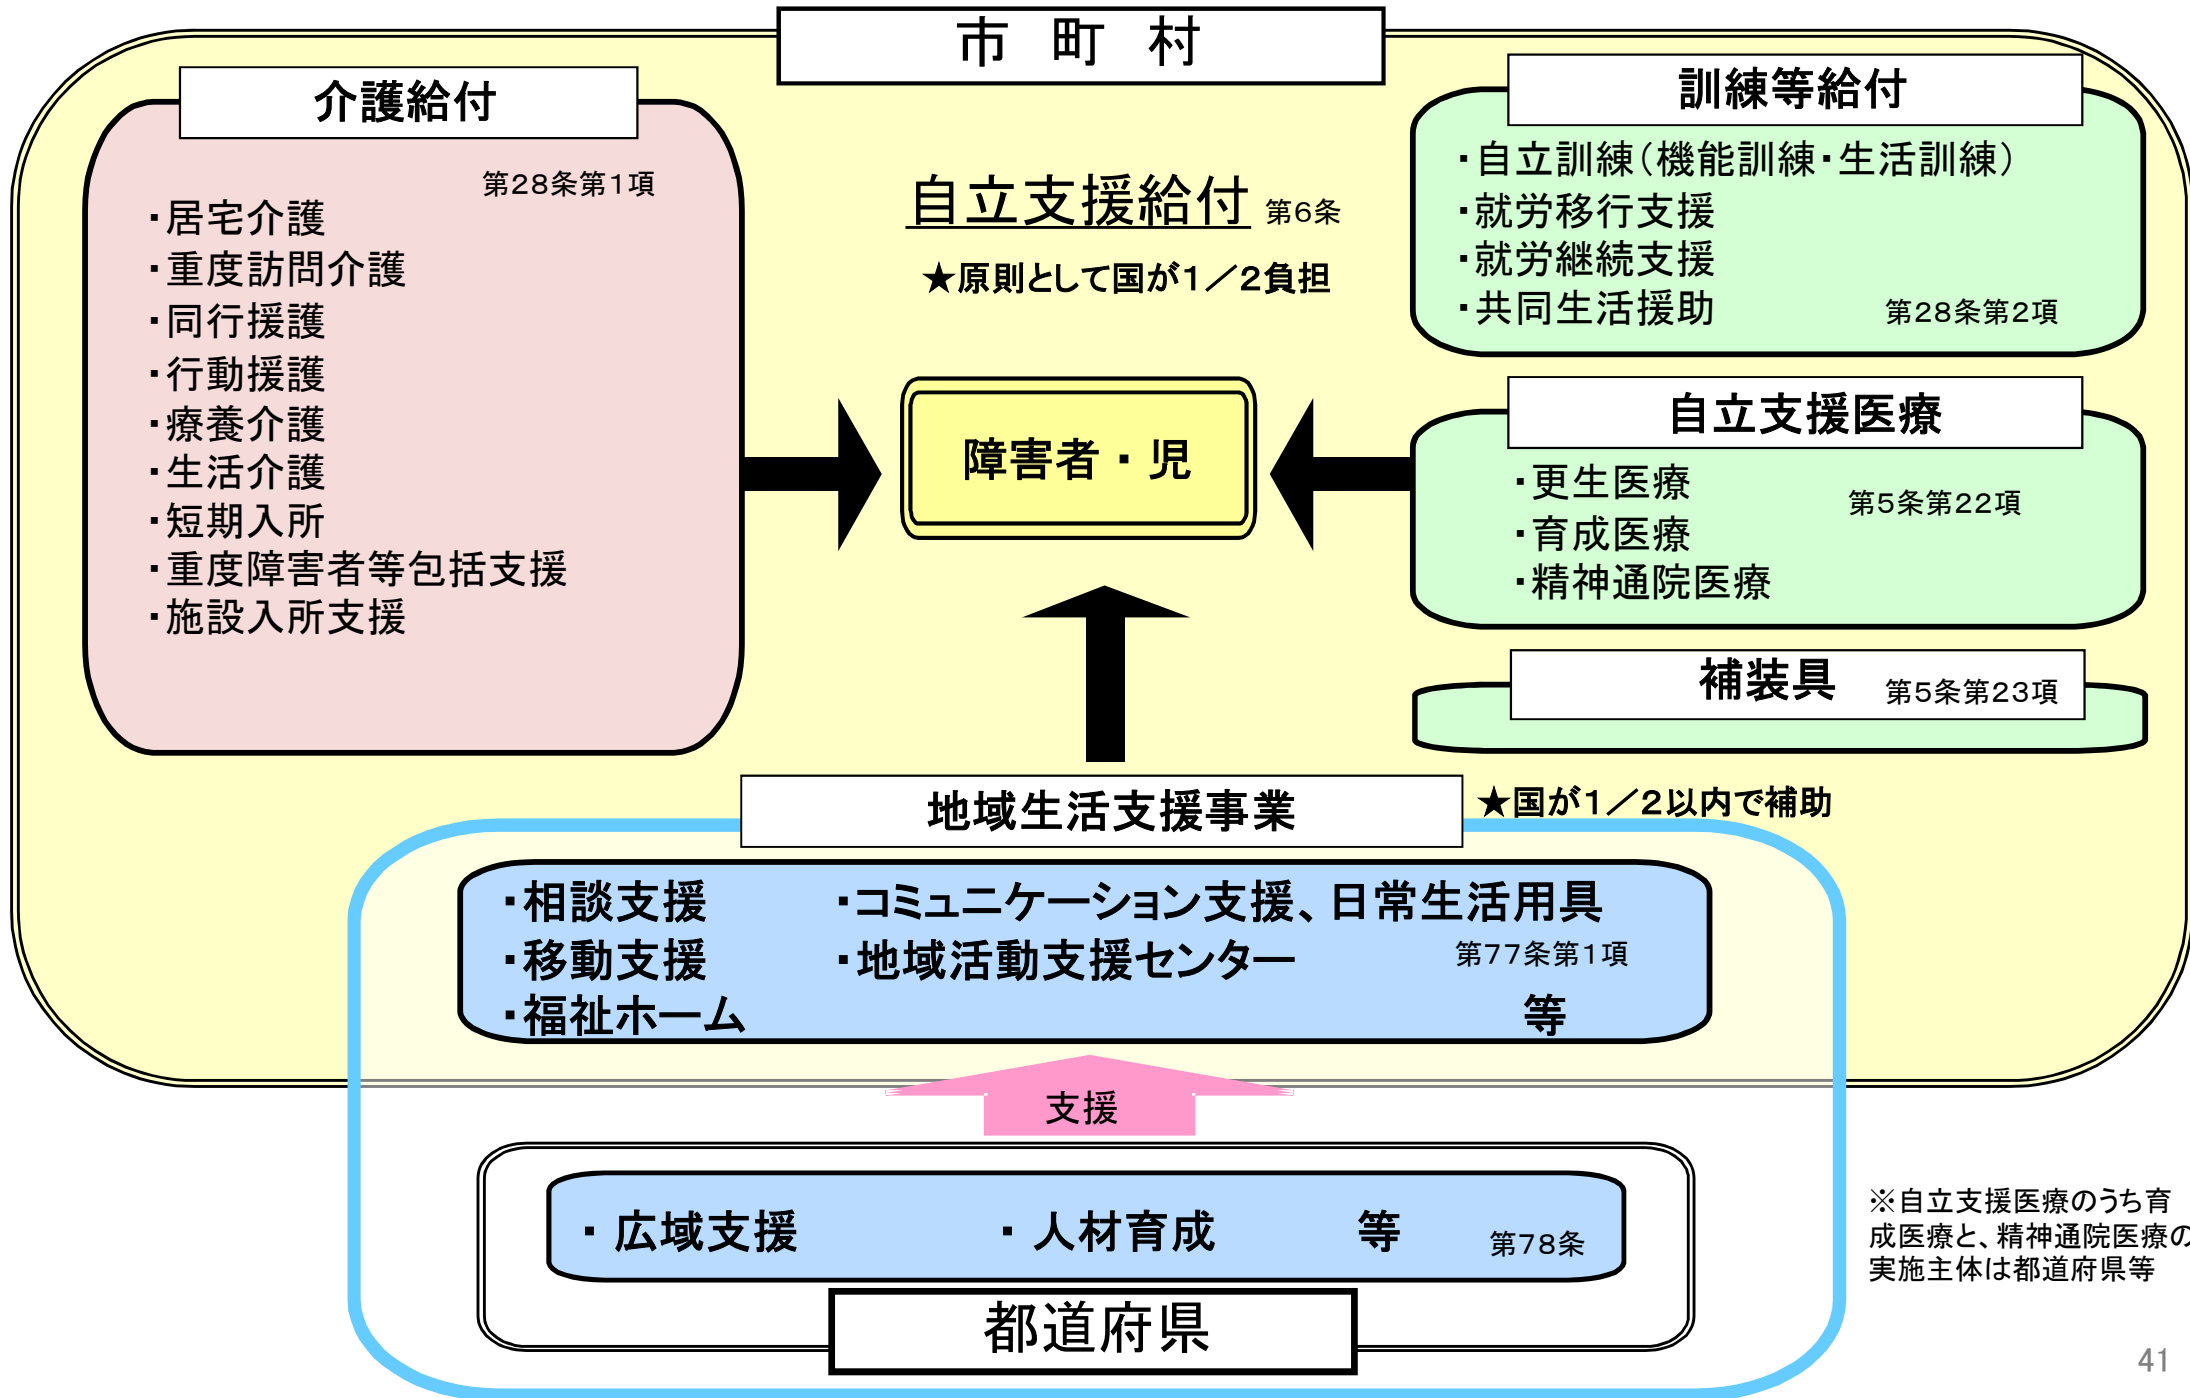 市 町 村
介護給付
第28条第1項
・居宅介護
・重度訪問介護
・同行援護
・行動援護
・療養介護
・生活介護
・短期入所
・重度障害者等包括支援
・施設入所支援
自立支援給付 第6条
★原則として国が1／2負担
障害者・児
訓練等給付
・自立訓練（機能訓練・生活訓練）
・就労移行支援
・就労継続支援
・共同生活援助 第28条第2項
自立支援医療
・更生医療
第5条第22項
・育成医療
・精神通院医療
補装具 第5条第23項
地域生活支援事業
★国が1／2以内で補助
・相談支援 ・コミュニケーション支援、日常生活用具
・移動支援 ・地域活動支援センター 第77条第1項
・福祉ホーム 等
支援
・広域支援 ・人材育成 等 第78条
都道府県
※自立支援医療のうち育
成医療と、精神通院医療の
実施主体は都道府県等
41